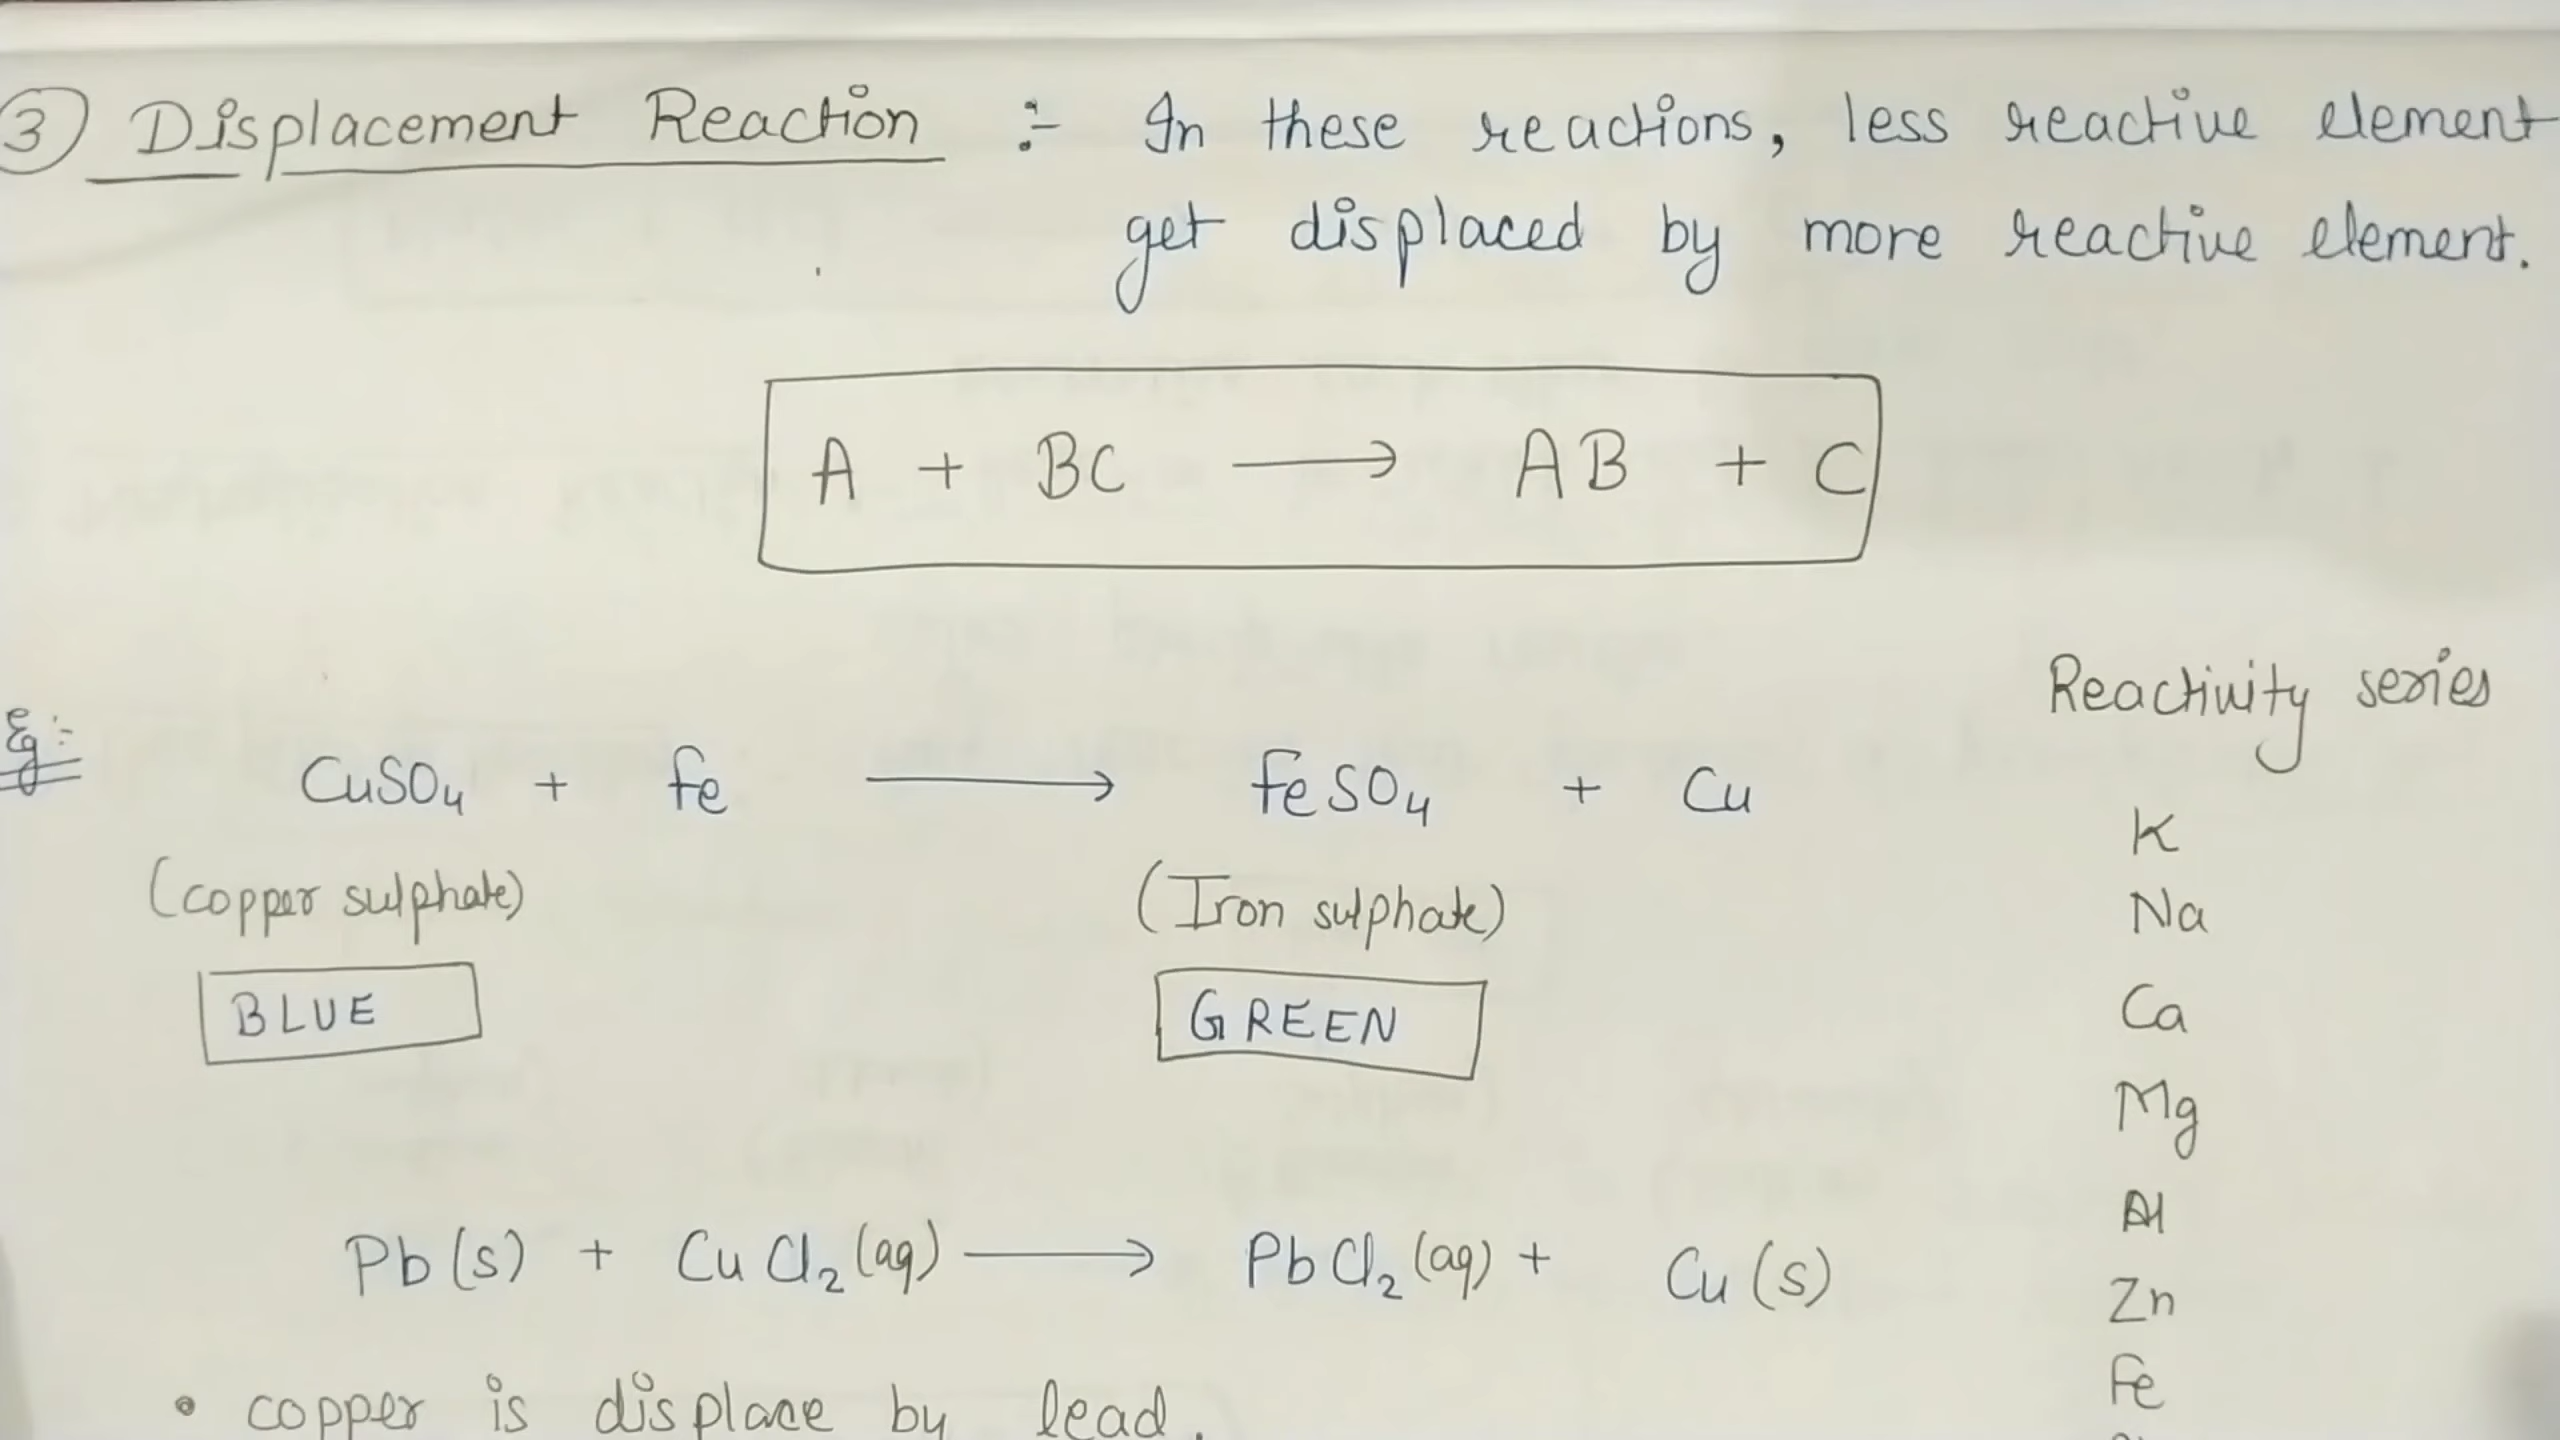 ③ Displacement Reaction :- In these reactions, less reactive element
get displaced by more reactive element.
A + BC → AB + C
Reactivity series
Eg:-
CuSO₄ + Fe → FeSO₄ + Cu
(copper sulphate) (Iron sulphate)
BLUE GREEN
K
Na
Ca
Mg
Al
Zn
Fe
Pb(s) + CuCl₂(aq) → PbCl₂(aq) + Cu(s)
• copper is displace by lead.